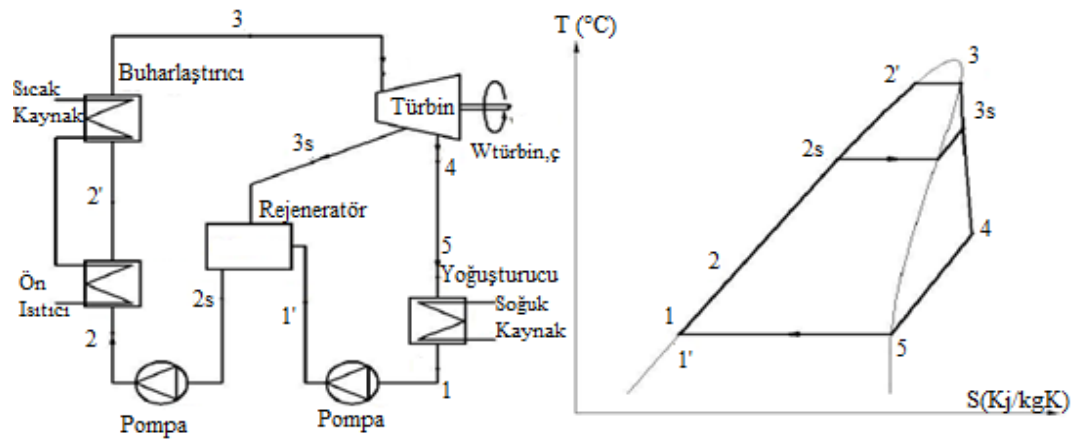 3
Buharlaştırıcı
Sıcak
Kaynak
Türbin
Wtürbin,ç
3s
4
2'
Rejeneratör
5
Yoğuşturucu
Ön
Isıtıcı
2s
1'
Soğuk
Kaynak
2
1
Pompa
Pompa
T (°C)
3
2'
3s
2s
2
4
1
1'
5
S(Kj/kgK)